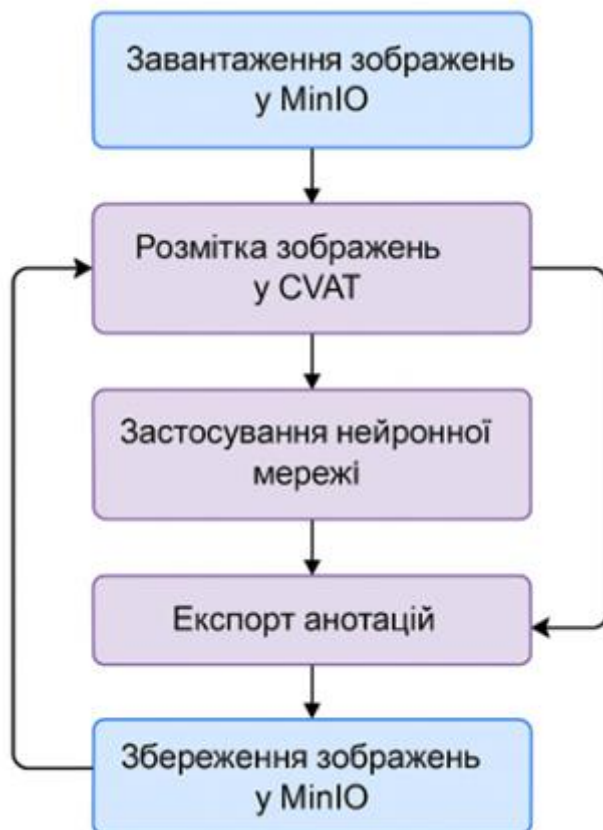 Завантаження зображень
у MinIO
Розмітка зображень
у CVAT
Застосування нейронної
мережі
Експорт анотацій
Збереження зображень
у MinIO